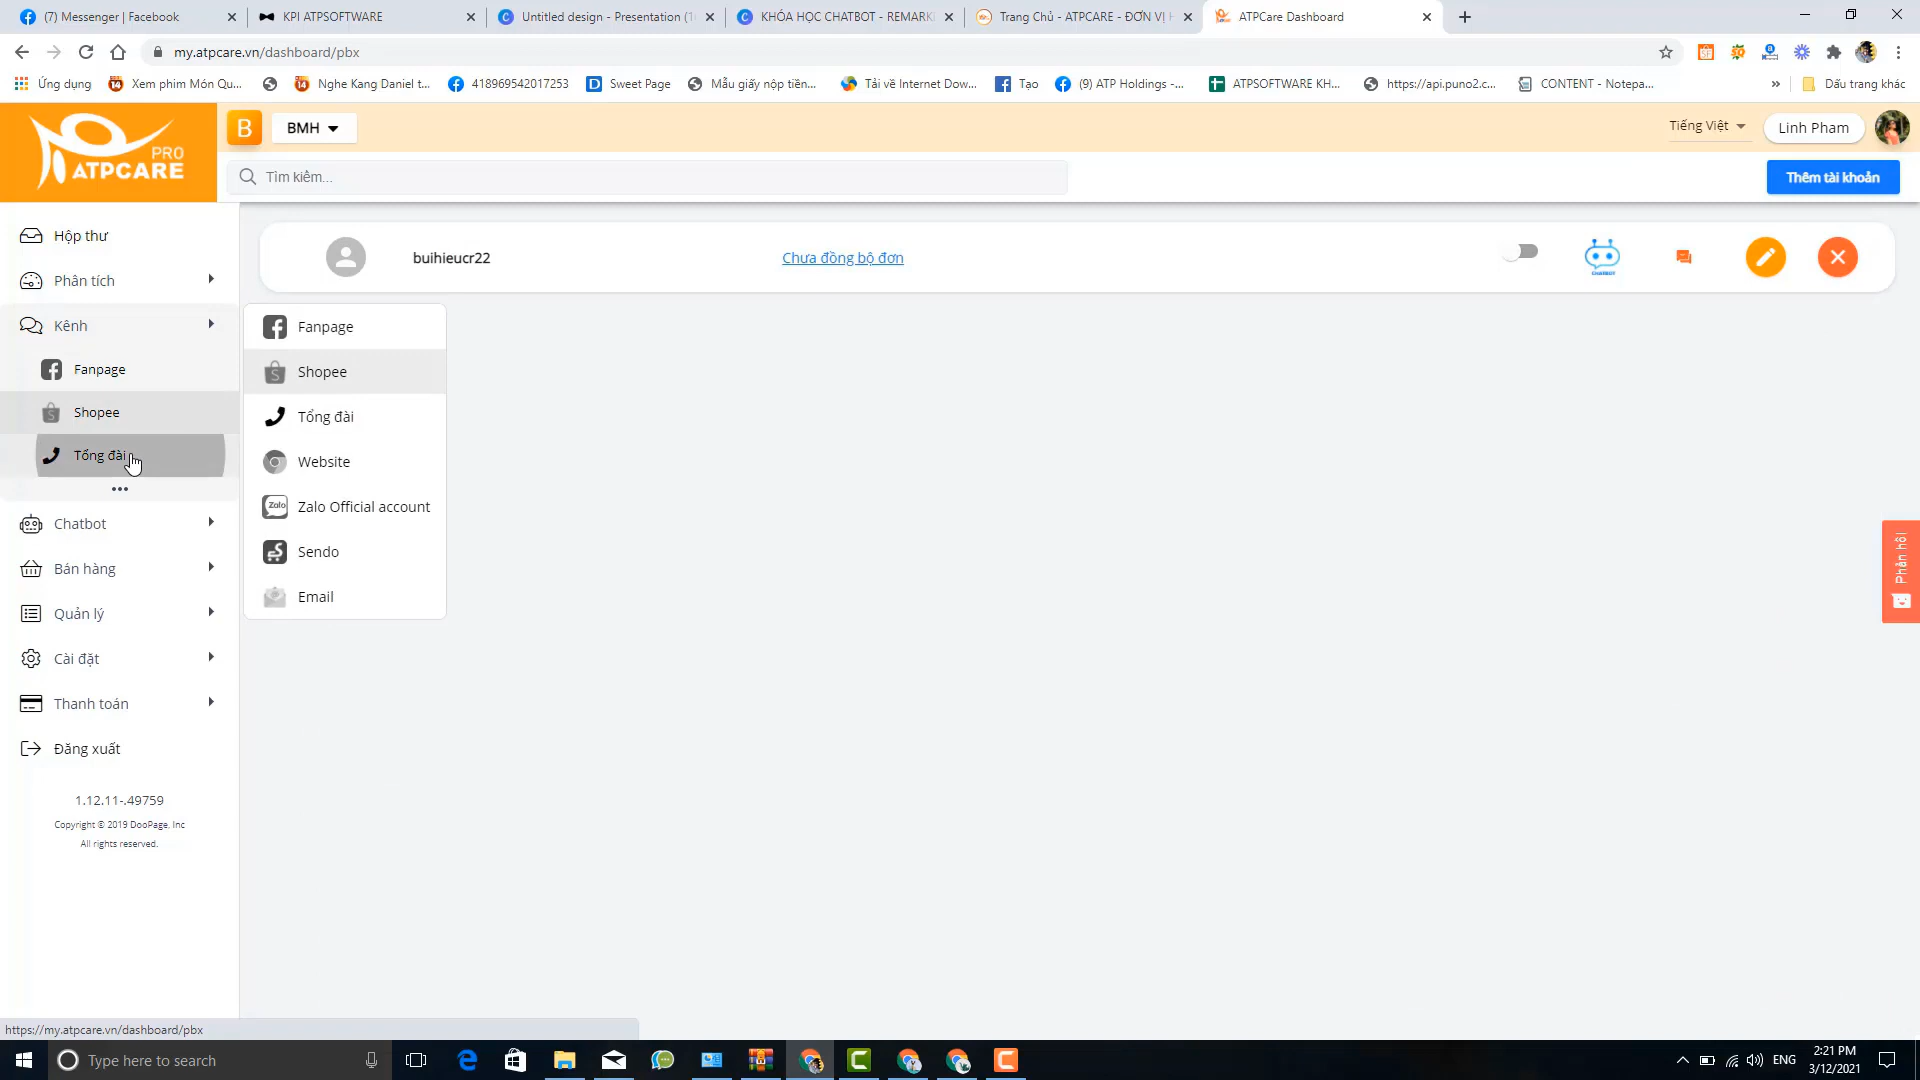 (7) Messenger | Facebook
KPI ATPSOFTWARE
Untitled design - Presentation (1
KHÓA HỌC CHATBOT - REMARK
Trang Chủ - ATPCARE - ĐƠN VỊ
ATPCare Dashboard
my.atpcare.vn/dashboard/pbx
Ứng dụng
Xem phim Món Qu...
Nghe Kang Daniel t...
418969542017253
Sweet Page
Mẫu giấy nộp tiền...
Tải về Internet Dow...
Tạo
(9) ATP Holdings -...
ATPSOFTWARE KH...
https://api.puno2.c...
CONTENT - Notepa...
»
Dấu trang khác
PRO
ATPCARE
B
BMH
Tiếng Việt
Linh Pham
Tìm kiếm...
Thêm tài khoản
Hộp thư
Phân tích
Kênh
Fanpage
Shopee
Tổng đài
Chatbot
Bán hàng
Quản lý
Cài đặt
Thanh toán
Đăng xuất
1.12.11-.49759
Copyright © 2019 DooPage, Inc
All rights reserved.
buihieucr22
Chưa đồng bộ đơn
CHATBOT
Fanpage
Shopee
Tổng đài
Website
Zalo
Zalo Official account
Sendo
Email
Phản hồi
https://my.atpcare.vn/dashboard/pbx
Type here to search
ENG
2:21 PM
3/12/2021